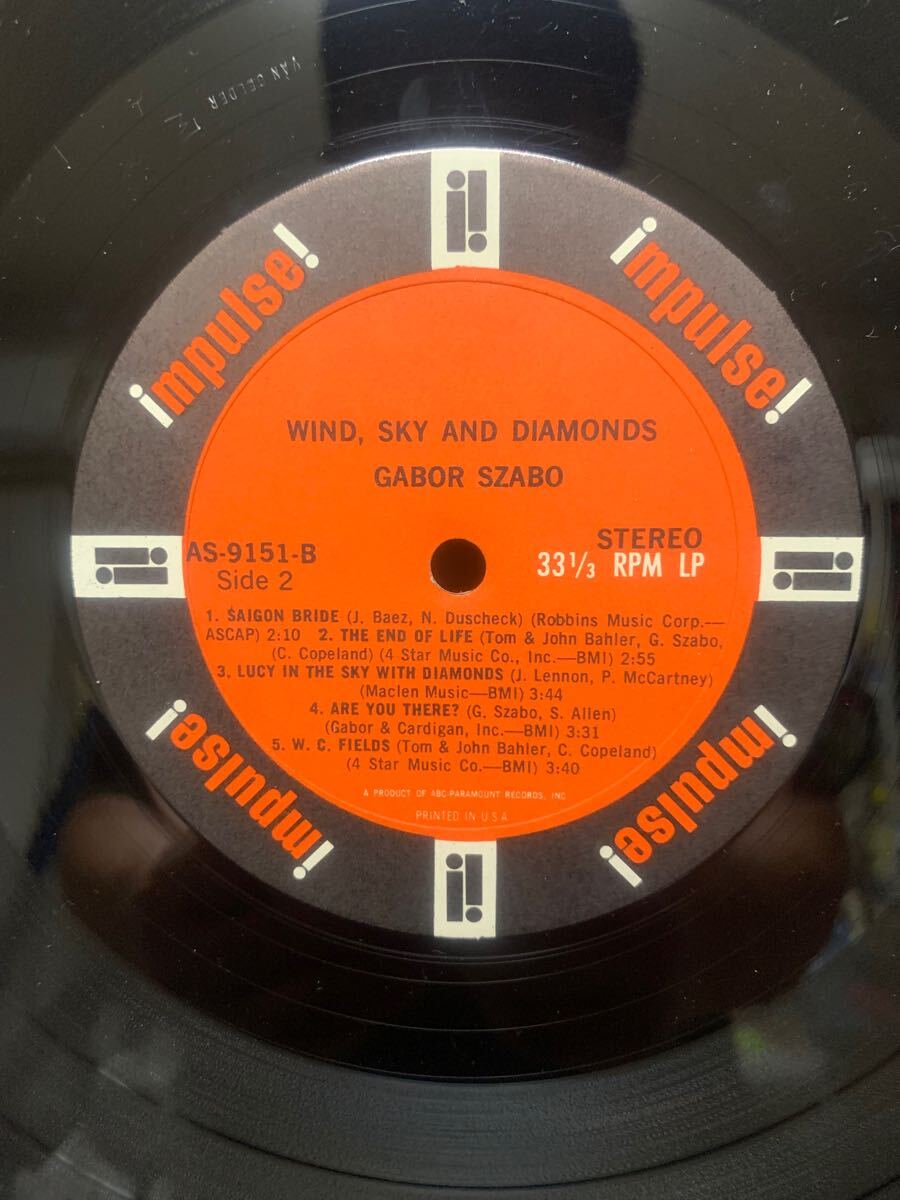 VAN GELDER
impulse!
impulse!
WIND, SKY AND DIAMONDS
GABOR SZABO
AS-9151-B
Side 2
STEREO
33 1/3 RPM LP
1. SAIGON BRIDE (J. Baez, N. Duscheck) (Robbins Music Corp.—
ASCAP) 2:10 2. THE END OF LIFE (Tom & John Bahler, G. Szabo,
(C. Copeland) (4 Star Music Co., Inc.—BMI) 2:55
3. LUCY IN THE SKY WITH DIAMONDS (J. Lennon, P. McCartney)
(Maclen Music—BMI) 3:44
4. ARE YOU THERE? (G. Szabo, S. Allen)
(Gabor & Cardigan, Inc.—BMI) 3:31
5. W. C. FIELDS (Tom & John Bahler, C. Copeland)
(4 Star Music Co.—BMI) 3:40
A PRODUCT OF ABC-PARAMOUNT RECORDS, INC
PRINTED IN U.S.A
impulse!
impulse!